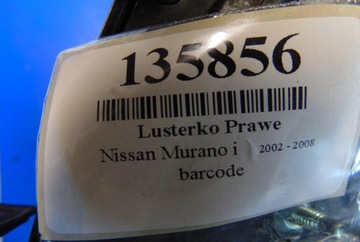 135856
Lusterko Prawe
Nissan Murano i 2002 - 2008
barcode